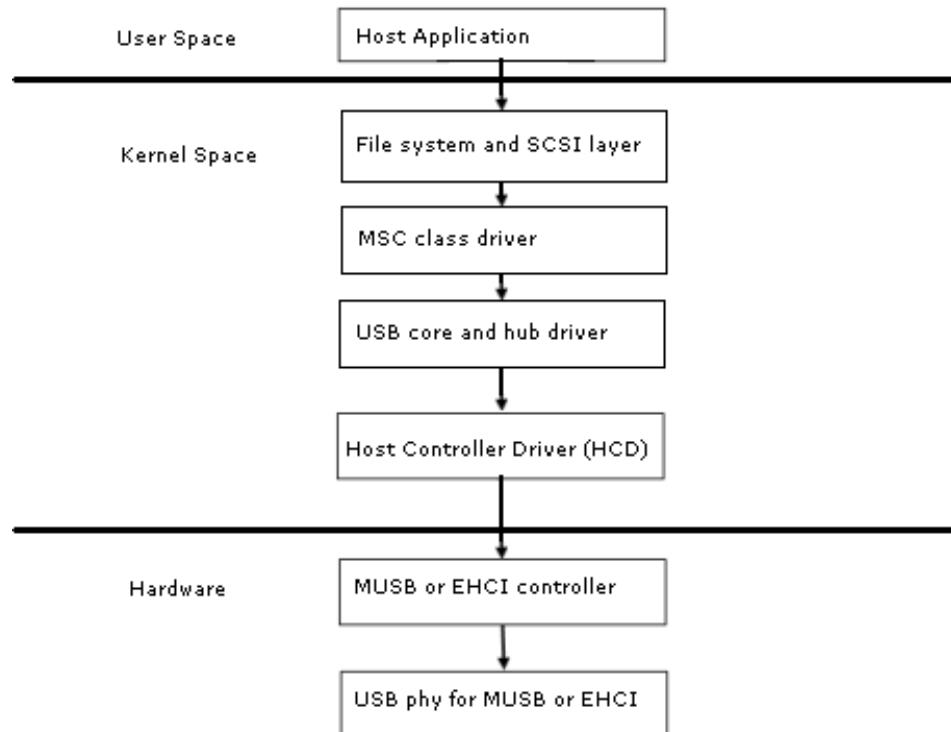 User Space
Host Application
Kernel Space
File system and SCSI layer
MSC class driver
USB core and hub driver
Host Controller Driver (HCD)
Hardware
MUSB or EHCI controller
USB phy for MUSB or EHCI